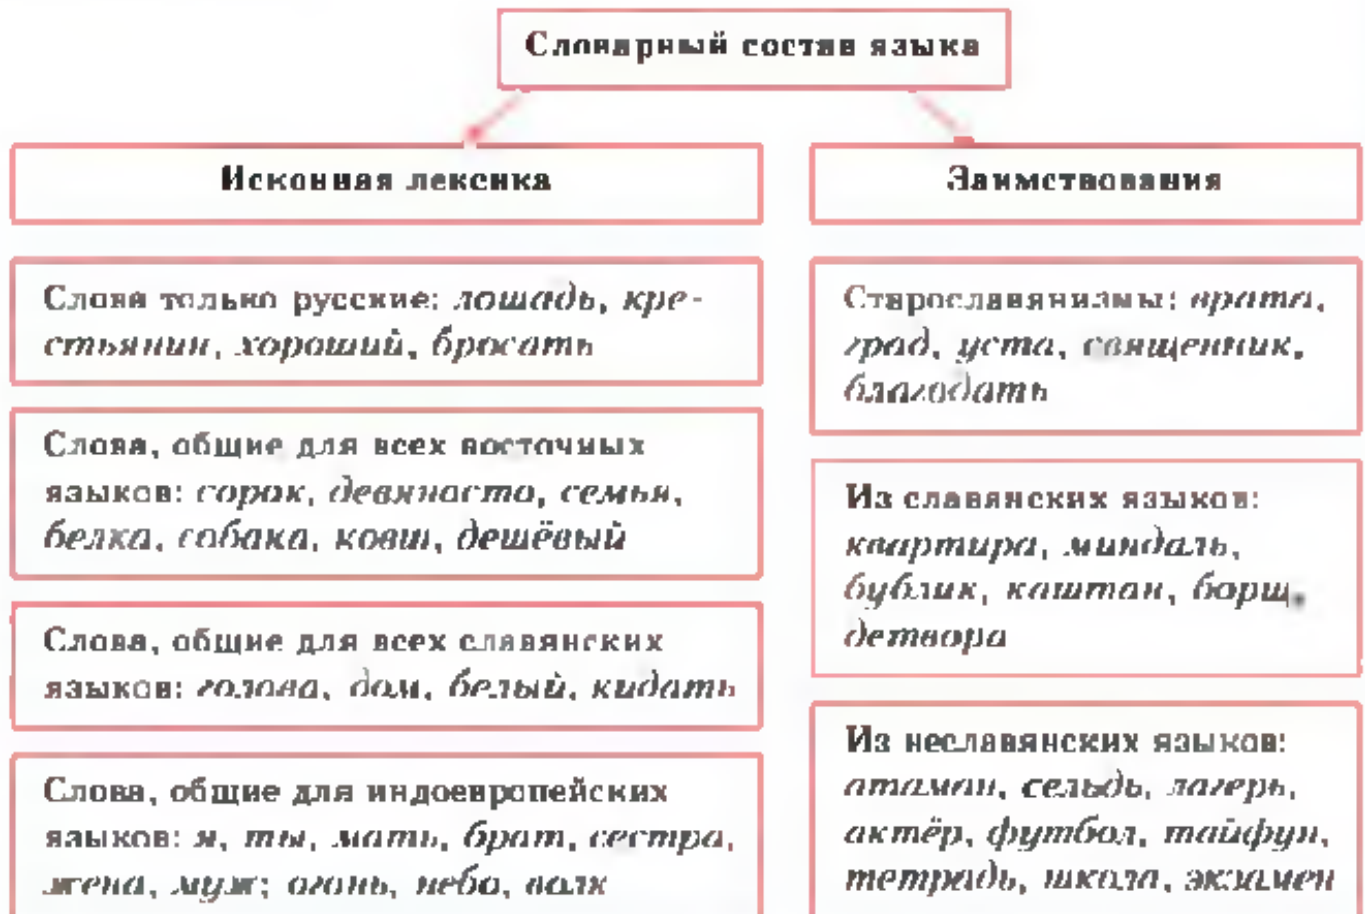 Словарный состав языка
Исконная лексика
Слова только русские: лошадь, кре-
стьянин, хороший, бросать
Слова, общие для всех восточных
языков: сорок, девяносто, семья,
белка, собака, ковш, дешёвый
Слова, общие для всех славянских
языков: голова, дом, белый, кидать
Слова, общие для индоевропейских
языков: я, ты, мать, брат, сестра,
жена, муж; огонь, небо, волк
Заимствования
Старославянизмы: врата,
град, уста, священник,
благодать
Из славянских языков:
квартира, миндаль,
бублик, каштан, борщ,
детвора
Из неславянских языков:
атаман, сельдь, лагерь,
актёр, футбол, тайфун,
тетрадь, школа, экзамен